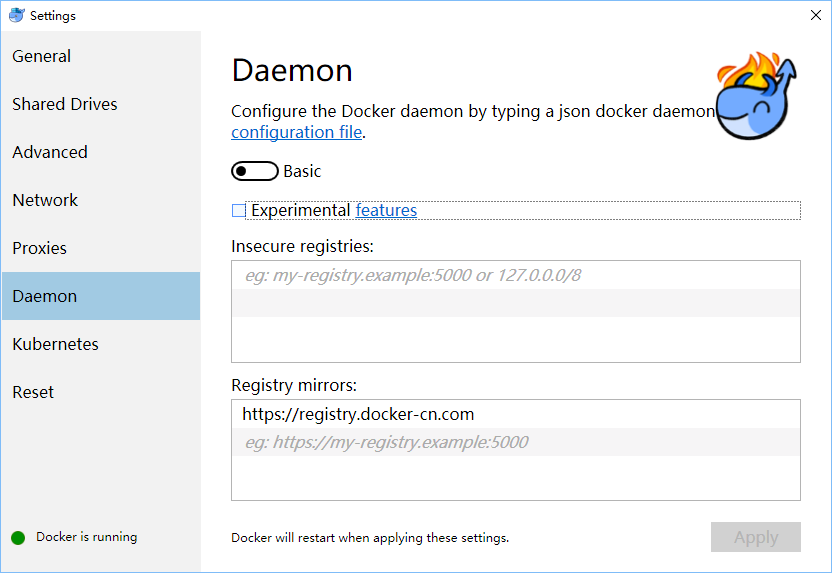 Settings
General
Shared Drives
Advanced
Network
Proxies
Daemon
Kubernetes
Reset
Docker is running
Daemon
Configure the Docker daemon by typing a json docker daemon
configuration file.
Basic
Experimental features
Insecure registries:
eg: my-registry.example:5000 or 127.0.0.0/8
Registry mirrors:
https://registry.docker-cn.com
eg: https://my-registry.example:5000
Docker will restart when applying these settings.
Apply